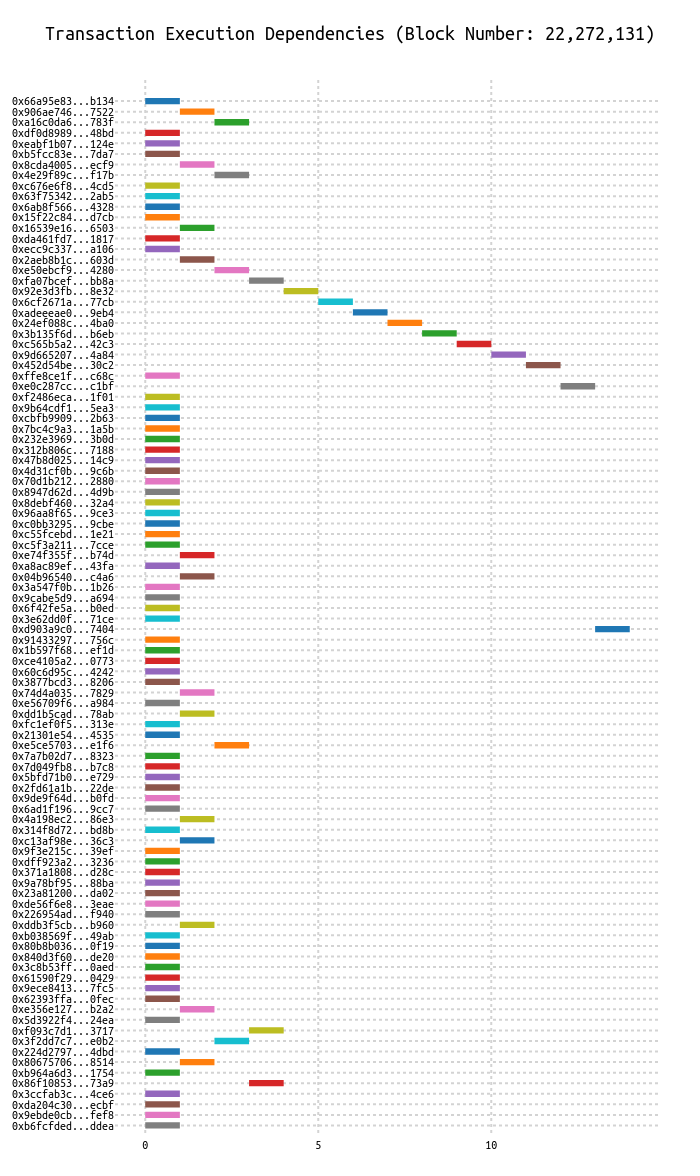 Transaction Execution Dependencies (Block Number: 22,272,131)
0x66a95e83...b134
0x906ae746...7522
0xa16c0da6...783f
0xdf0d8989...48bd
0xeabf1b07...124e
0xb5fcc83e...7da7
0x8cda4005...ecf9
0x4e29f89c...f17b
0xc676e6f8...4cd5
0x63f75342...2ab5
0x6ab8f566...4328
0x15f22c84...d7cb
0x16539e16...6503
0xda461fd7...1817
0xecc9c337...a106
0x2aeb8b1c...603d
0xe50ebcf9...4280
0xfa07bcef...bb8a
0x92e3d3fb...8e32
0x6cf2671a...77cb
0xadeeeae0...9eb4
0x24ef088c...4ba0
0x3b135f6d...b6eb
0xc565b5a2...42c3
0x9d665207...4a84
0x452d54be...30c2
0xffe8ce1f...c68c
0xe0c287cc...c1bf
0xf2486eca...1f01
0x9b64cdf1...5ea3
0xcbfb9909...2b63
0x7bc4c9a3...1a5b
0x232e3969...3b0d
0x312b806c...7188
0x47b8d025...14c9
0x4d31cf0b...9c6b
0x70d1b212...2880
0x8947d62d...4d9b
0x8debf460...32a4
0x96aa8f65...9ce3
0xc0bb3295...9cbe
0xc55fcebd...1e21
0xc5f3a211...7cce
0xe74f355f...b74d
0xa8ac89ef...43fa
0x04b96540...c4a6
0x3a547f0b...1b26
0x9cabe5d9...a694
0x6f42fe5a...b0ed
0x3e62dd0f...71ce
0xd903a9c0...7404
0x91433297...756c
0x1b597f68...ef1d
0xce4105a2...0773
0x60c6d95c...4242
0x3877bcd3...8206
0x74d4a035...7829
0xe56709f6...a984
0xdd1b5cad...78ab
0xfc1ef0f5...313e
0x21301e54...4535
0xe5ce5703...e1f6
0x7a7b02d7...8323
0x7d049fb8...b7c8
0x5bfd71b0...e729
0x2fd61a1b...22de
0x9de9f64d...b0fd
0x6ad1f196...9cc7
0x4a198ec2...86e3
0x314f8d72...bd8b
0xc13af98e...36c3
0x9f3e215c...39ef
0xdff923a2...3236
0x371a1808...d28c
0x9a78bf95...88ba
0x23a81200...da02
0xde56f6e8...3eae
0x226954ad...f940
0xddb3f5cb...b960
0xb038569f...49ab
0x80b8b036...0f19
0x840d3f60...de20
0x3c8b53ff...0aed
0x61590f29...0429
0x9ece8413...7fc5
0x62393ffa...0fec
0xe356e127...b2a2
0x5d3922f4...24ea
0xf093c7d1...3717
0x3f2dd7c7...e0b2
0x224d2797...4dbd
0x80675706...8514
0xb964a6d3...1754
0x86f10853...73a9
0x3ccfab3c...4ce6
0xda204c30...ecbf
0x9ebde0cb...fef8
0xb6fcfded...ddea
0 5 10